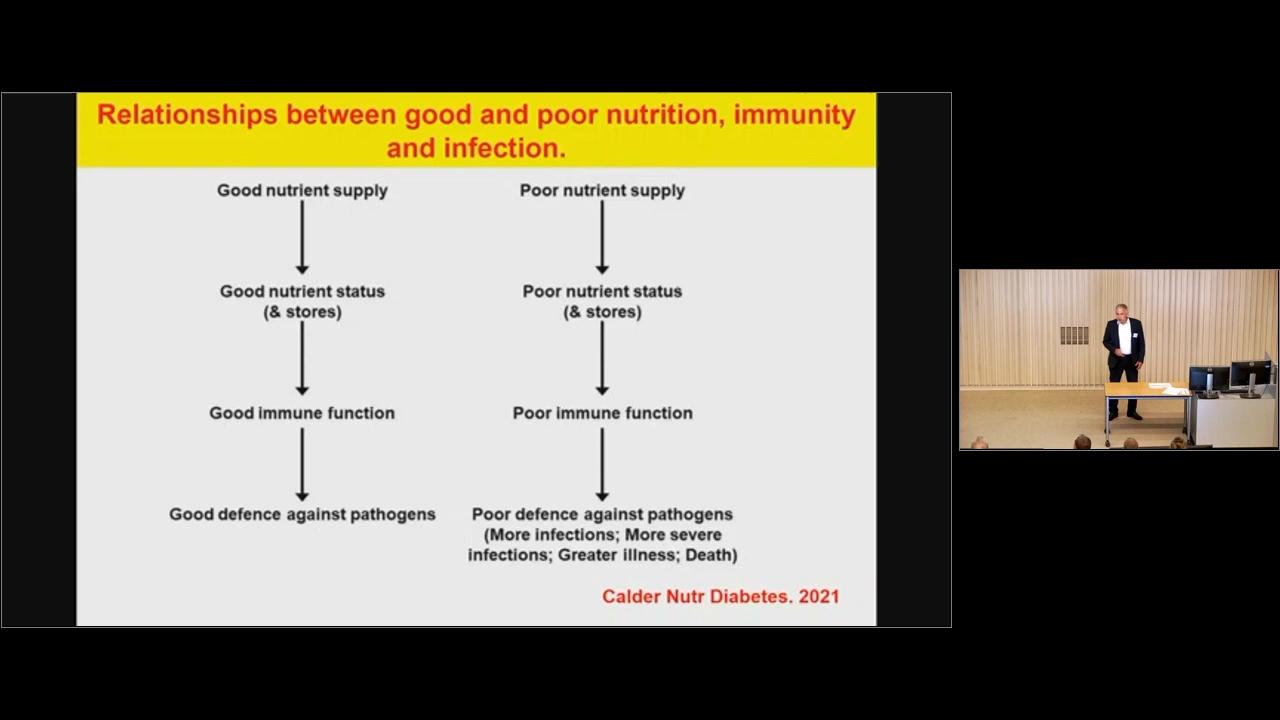 Relationships between good and poor nutrition, immunity
and infection.
Good nutrient supply
Poor nutrient supply
Good nutrient status
(& stores)
Poor nutrient status
(& stores)
Good immune function
Poor immune function
Good defence against pathogens
Poor defence against pathogens
(More infections; More severe
infections; Greater illness; Death)
Calder Nutr Diabetes. 2021